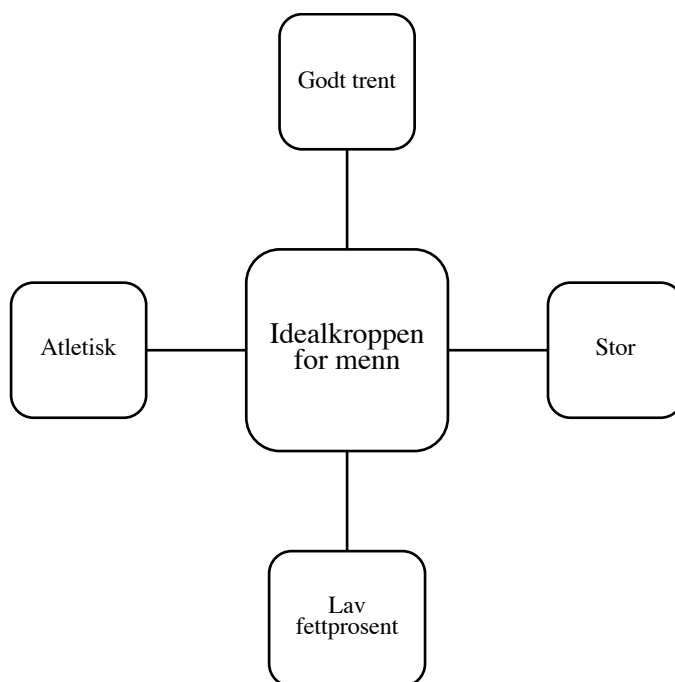 Godt trent
Atletisk
Idealkroppen
for menn
Stor
Lav
fettprosent